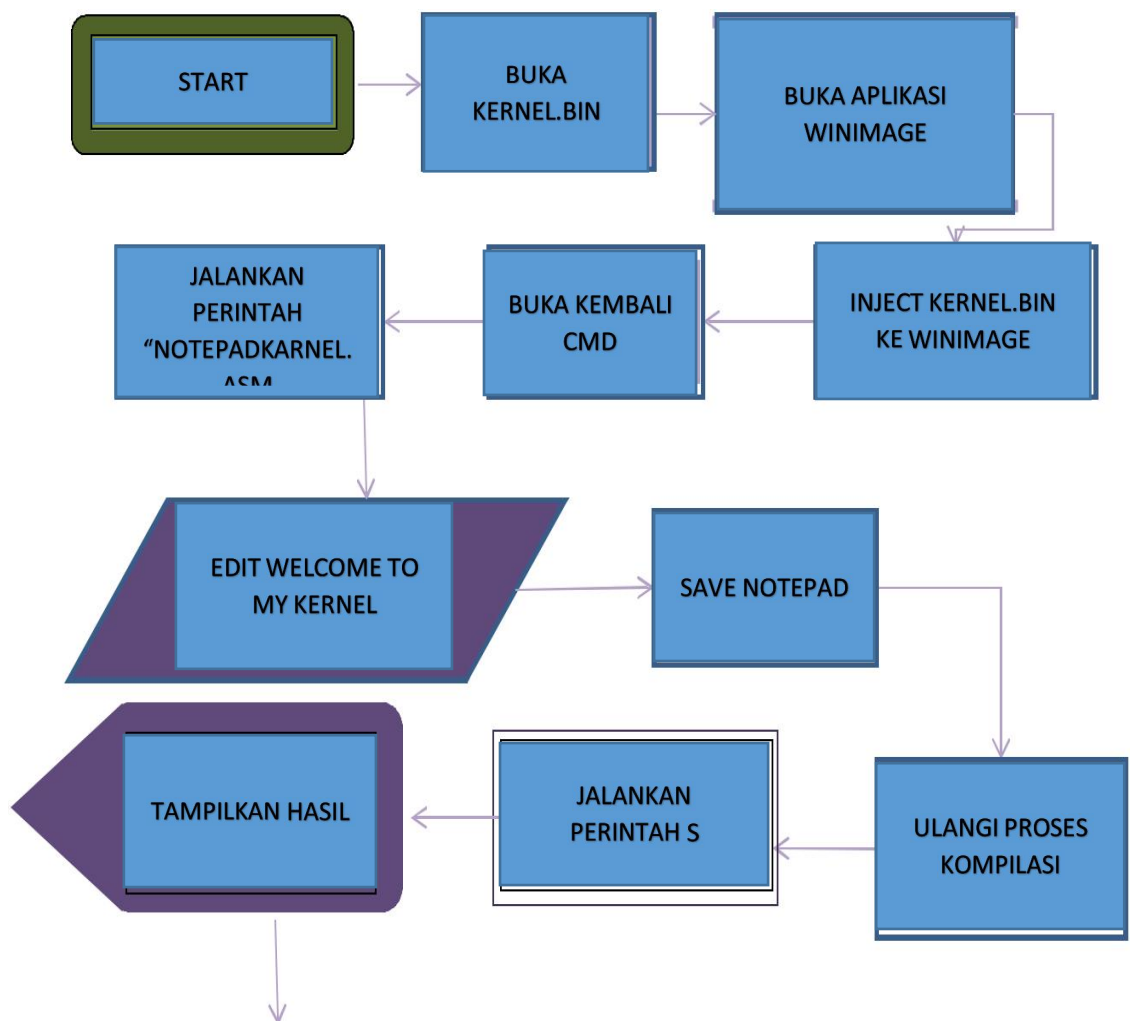 START
BUKA
KERNEL.BIN
BUKA APLIKASI
WINIMAGE
INJECT KERNEL.BIN
KE WINIMAGE
BUKA KEMBALI
CMD
JALANKAN
PERINTAH
“NOTEPADKARNEL.
ASM
EDIT WELCOME TO
MY KERNEL
SAVE NOTEPAD
ULANGI PROSES
KOMPILASI
JALANKAN
PERINTAH S
TAMPILKAN HASIL